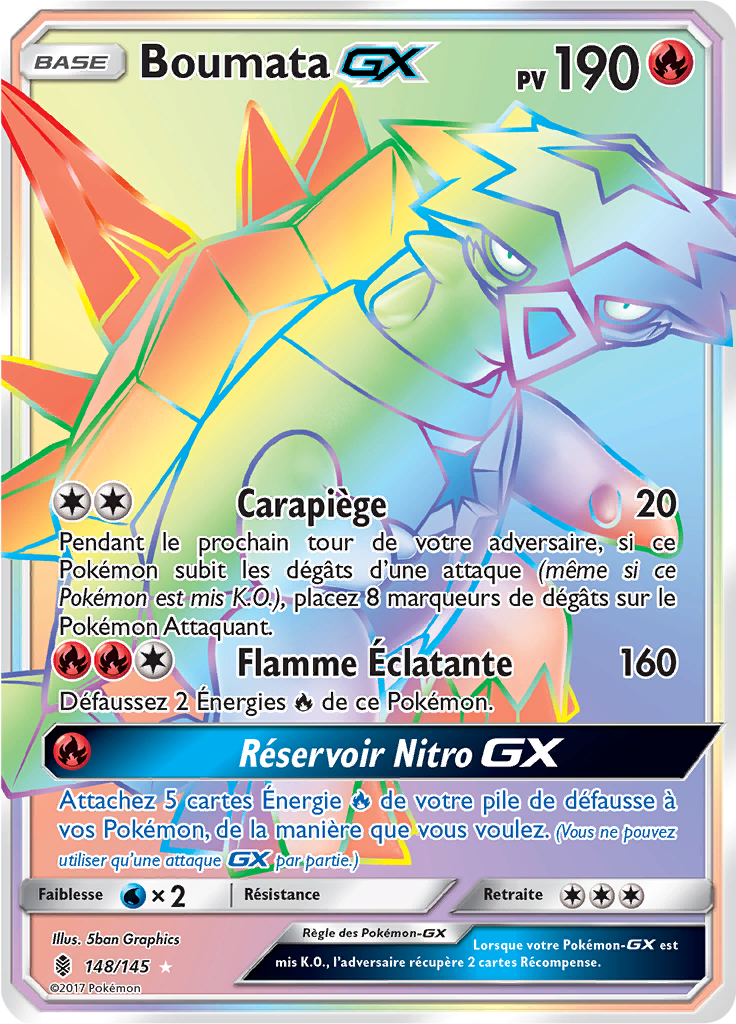 BASE Boumata GX PV 190
Carapiège 20
Pendant le prochain tour de votre adversaire, si ce
Pokémon subit les dégâts d'une attaque (même si ce
Pokémon est mis K.O.), placez 8 marqueurs de dégâts sur le
Pokémon Attaquant.
Flamme Éclatante 160
Défaussez 2 Énergies de ce Pokémon.
Réservoir Nitro GX
Attachez 5 cartes Énergie de votre pile de défausse à
vos Pokémon, de la manière que vous voulez. (Vous ne pouvez
utiliser qu'une attaque GX par partie.)
Faiblesse × 2 Résistance Retraite
Illus. 5ban Graphics
148/145
©2017 Pokémon
Règle des Pokémon-GX
Lorsque votre Pokémon-GX est
mis K.O., l'adversaire récupère 2 cartes Récompense.